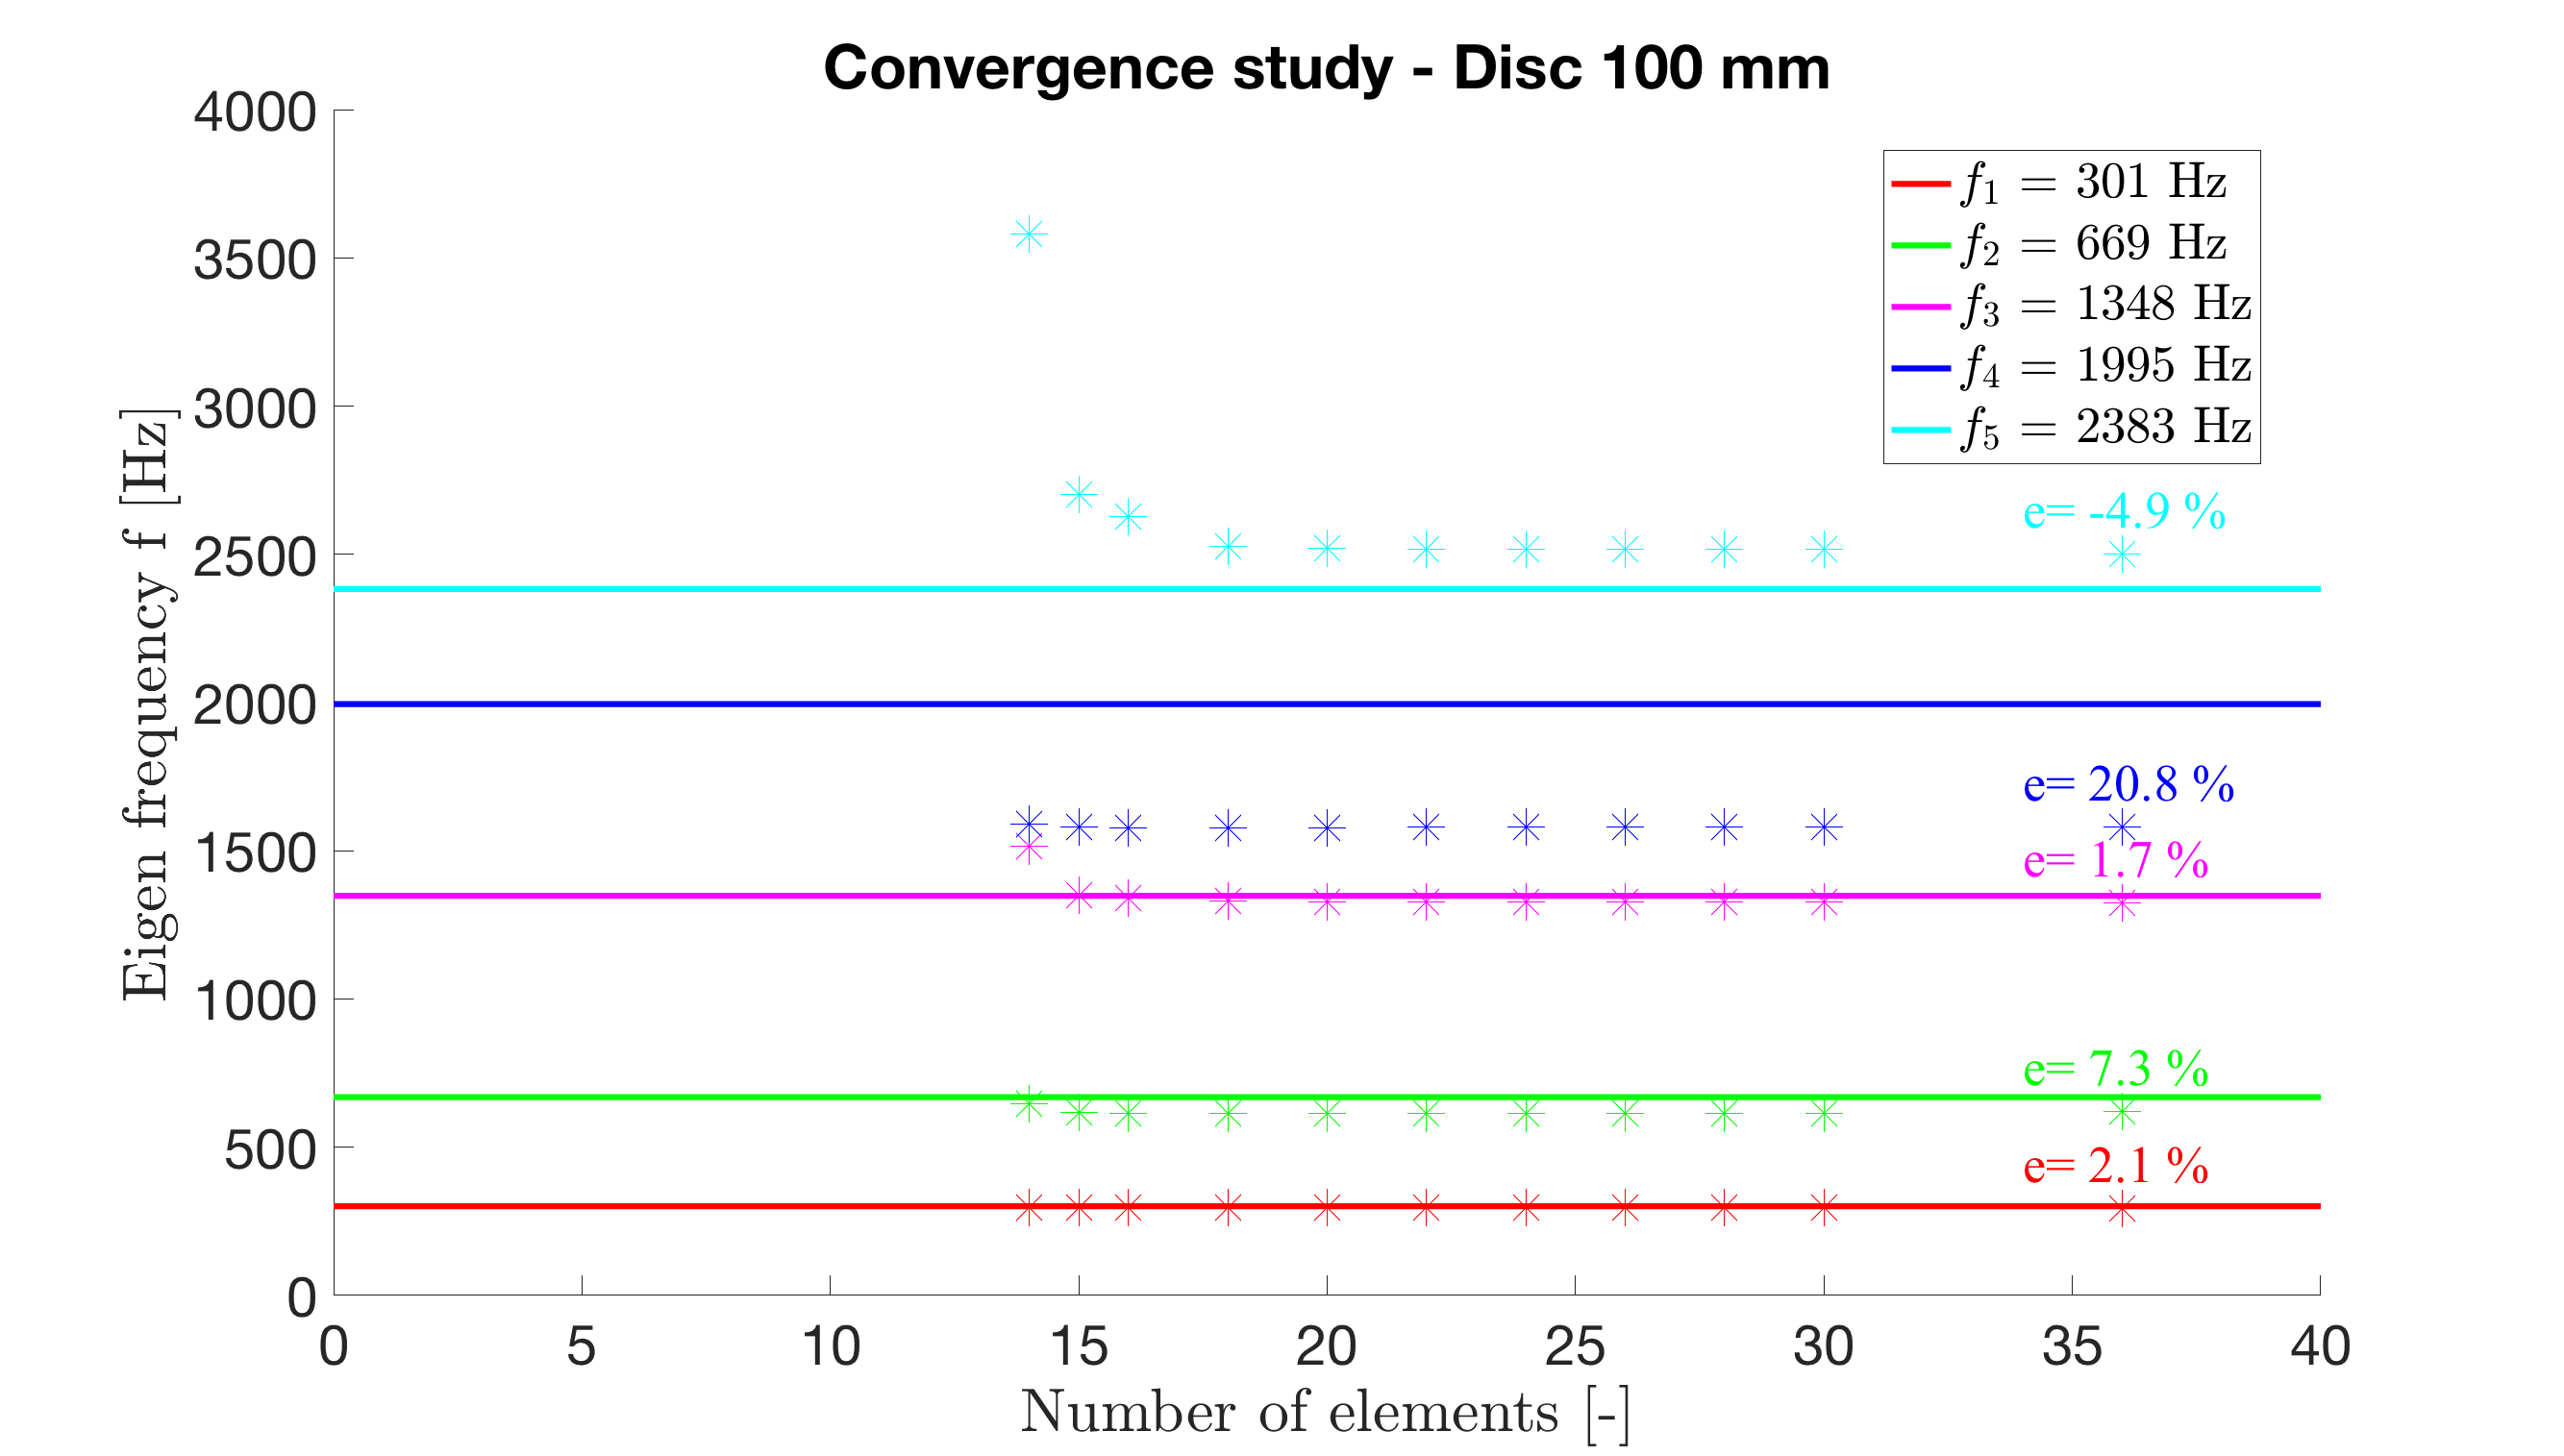 Convergence study - Disc 100 mm
4000
3500
3000
2500
2000
1500
1000
500
0
Eigen frequency f [Hz]
f₁ = 301 Hz
f₂ = 669 Hz
f₃ = 1348 Hz
f₄ = 1995 Hz
f₅ = 2383 Hz
e= -4.9 %
e= 20.8 %
e= 1.7 %
e= 7.3 %
e= 2.1 %
0 5 10 15 20 25 30 35 40
Number of elements [-]